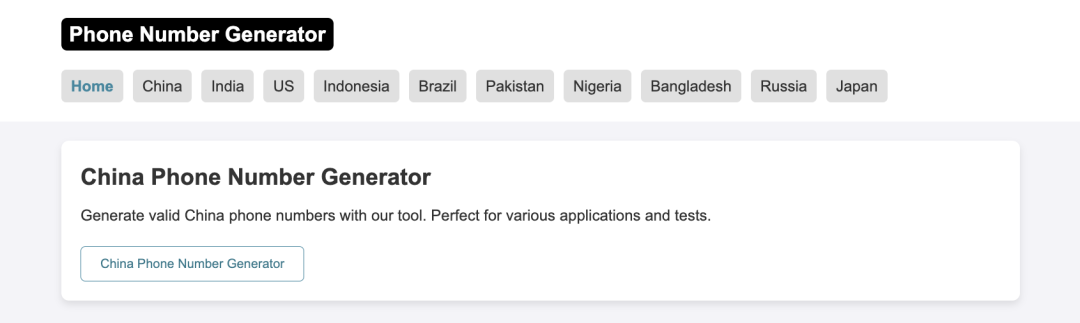 Phone Number Generator
Home China India US Indonesia Brazil Pakistan Nigeria Bangladesh Russia Japan
China Phone Number Generator
Generate valid China phone numbers with our tool. Perfect for various applications and tests.
China Phone Number Generator